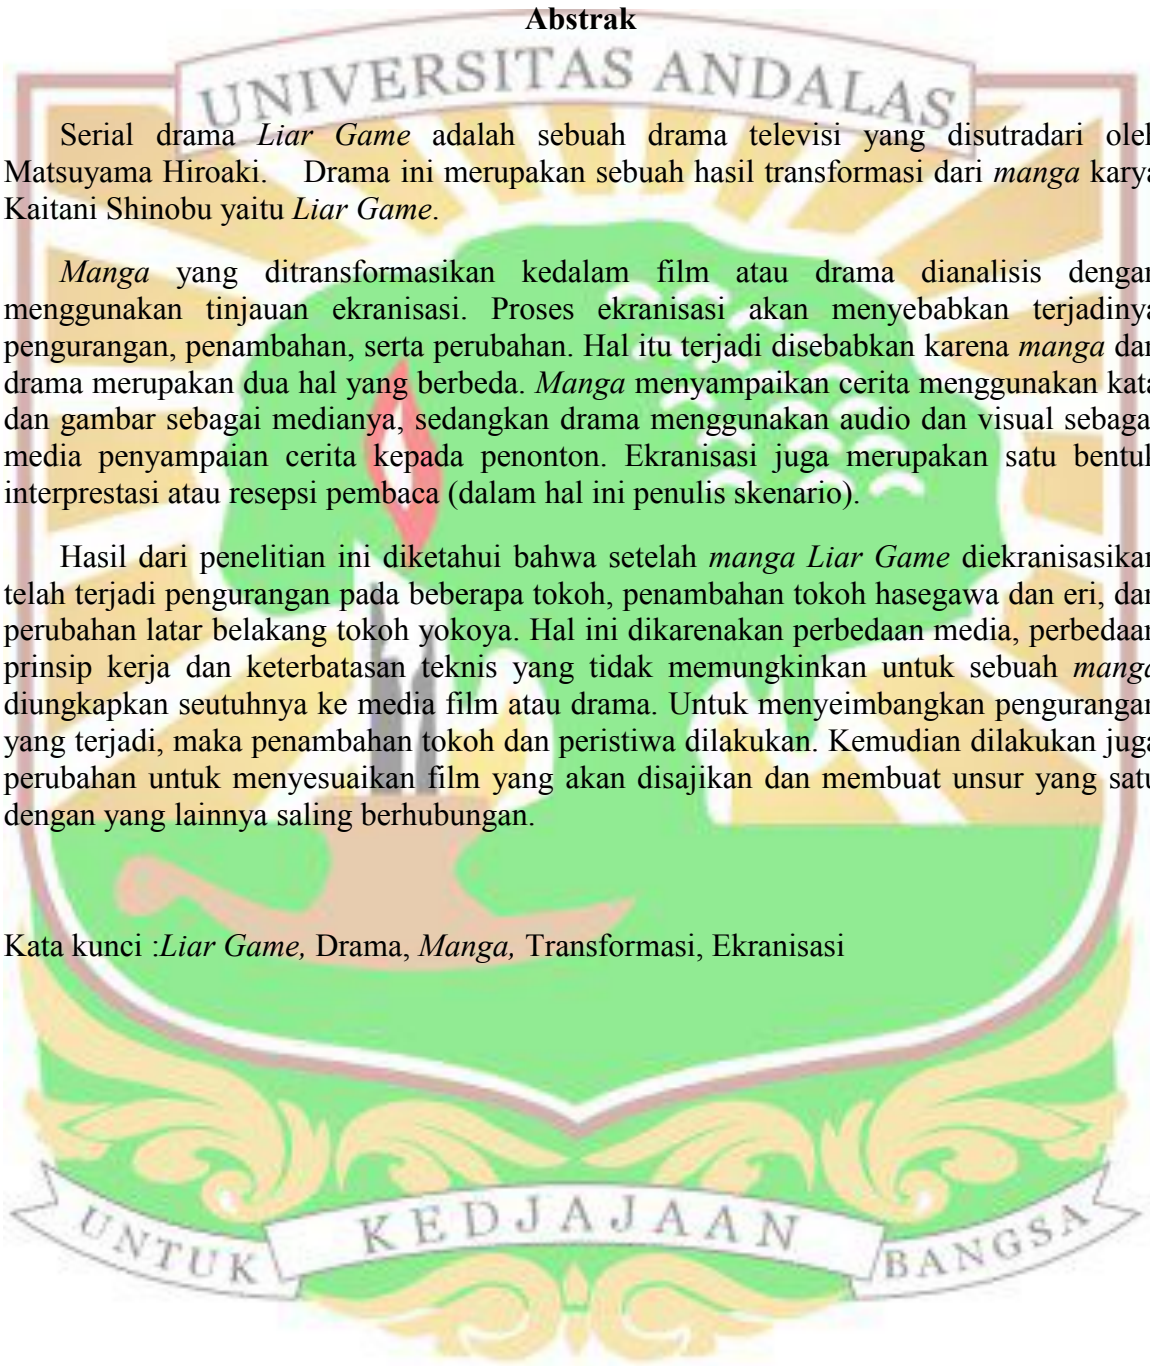 Abstrak
UNIVERSITAS ANDALAS
Serial drama Liar Game adalah sebuah drama televisi yang disutradari oleh
Matsuyama Hiroaki. Drama ini merupakan sebuah hasil transformasi dari manga karya
Kaitani Shinobu yaitu Liar Game.
Manga yang ditransformasikan kedalam film atau drama dianalisis dengan
menggunakan tinjauan ekranisasi. Proses ekranisasi akan menyebabkan terjadinya
pengurangan, penambahan, serta perubahan. Hal itu terjadi disebabkan karena manga dan
drama merupakan dua hal yang berbeda. Manga menyampaikan cerita menggunakan kata
dan gambar sebagai medianya, sedangkan drama menggunakan audio dan visual sebagai
media penyampaian cerita kepada penonton. Ekranisasi juga merupakan satu bentuk
interprestasi atau resepsi pembaca (dalam hal ini penulis skenario).
Hasil dari penelitian ini diketahui bahwa setelah manga Liar Game diekranisasikan
telah terjadi pengurangan pada beberapa tokoh, penambahan tokoh hasegawa dan eri, dan
perubahan latar belakang tokoh yokoya. Hal ini dikarenakan perbedaan media, perbedaan
prinsip kerja dan keterbatasan teknis yang tidak memungkinkan untuk sebuah manga
diungkapkan seutuhnya ke media film atau drama. Untuk menyeimbangkan pengurangan
yang terjadi, maka penambahan tokoh dan peristiwa dilakukan. Kemudian dilakukan juga
perubahan untuk menyesuaikan film yang akan disajikan dan membuat unsur yang satu
dengan yang lainnya saling berhubungan.
Kata kunci :Liar Game, Drama, Manga, Transformasi, Ekranisasi
UNTUK KEDJAJAAN BANGSA